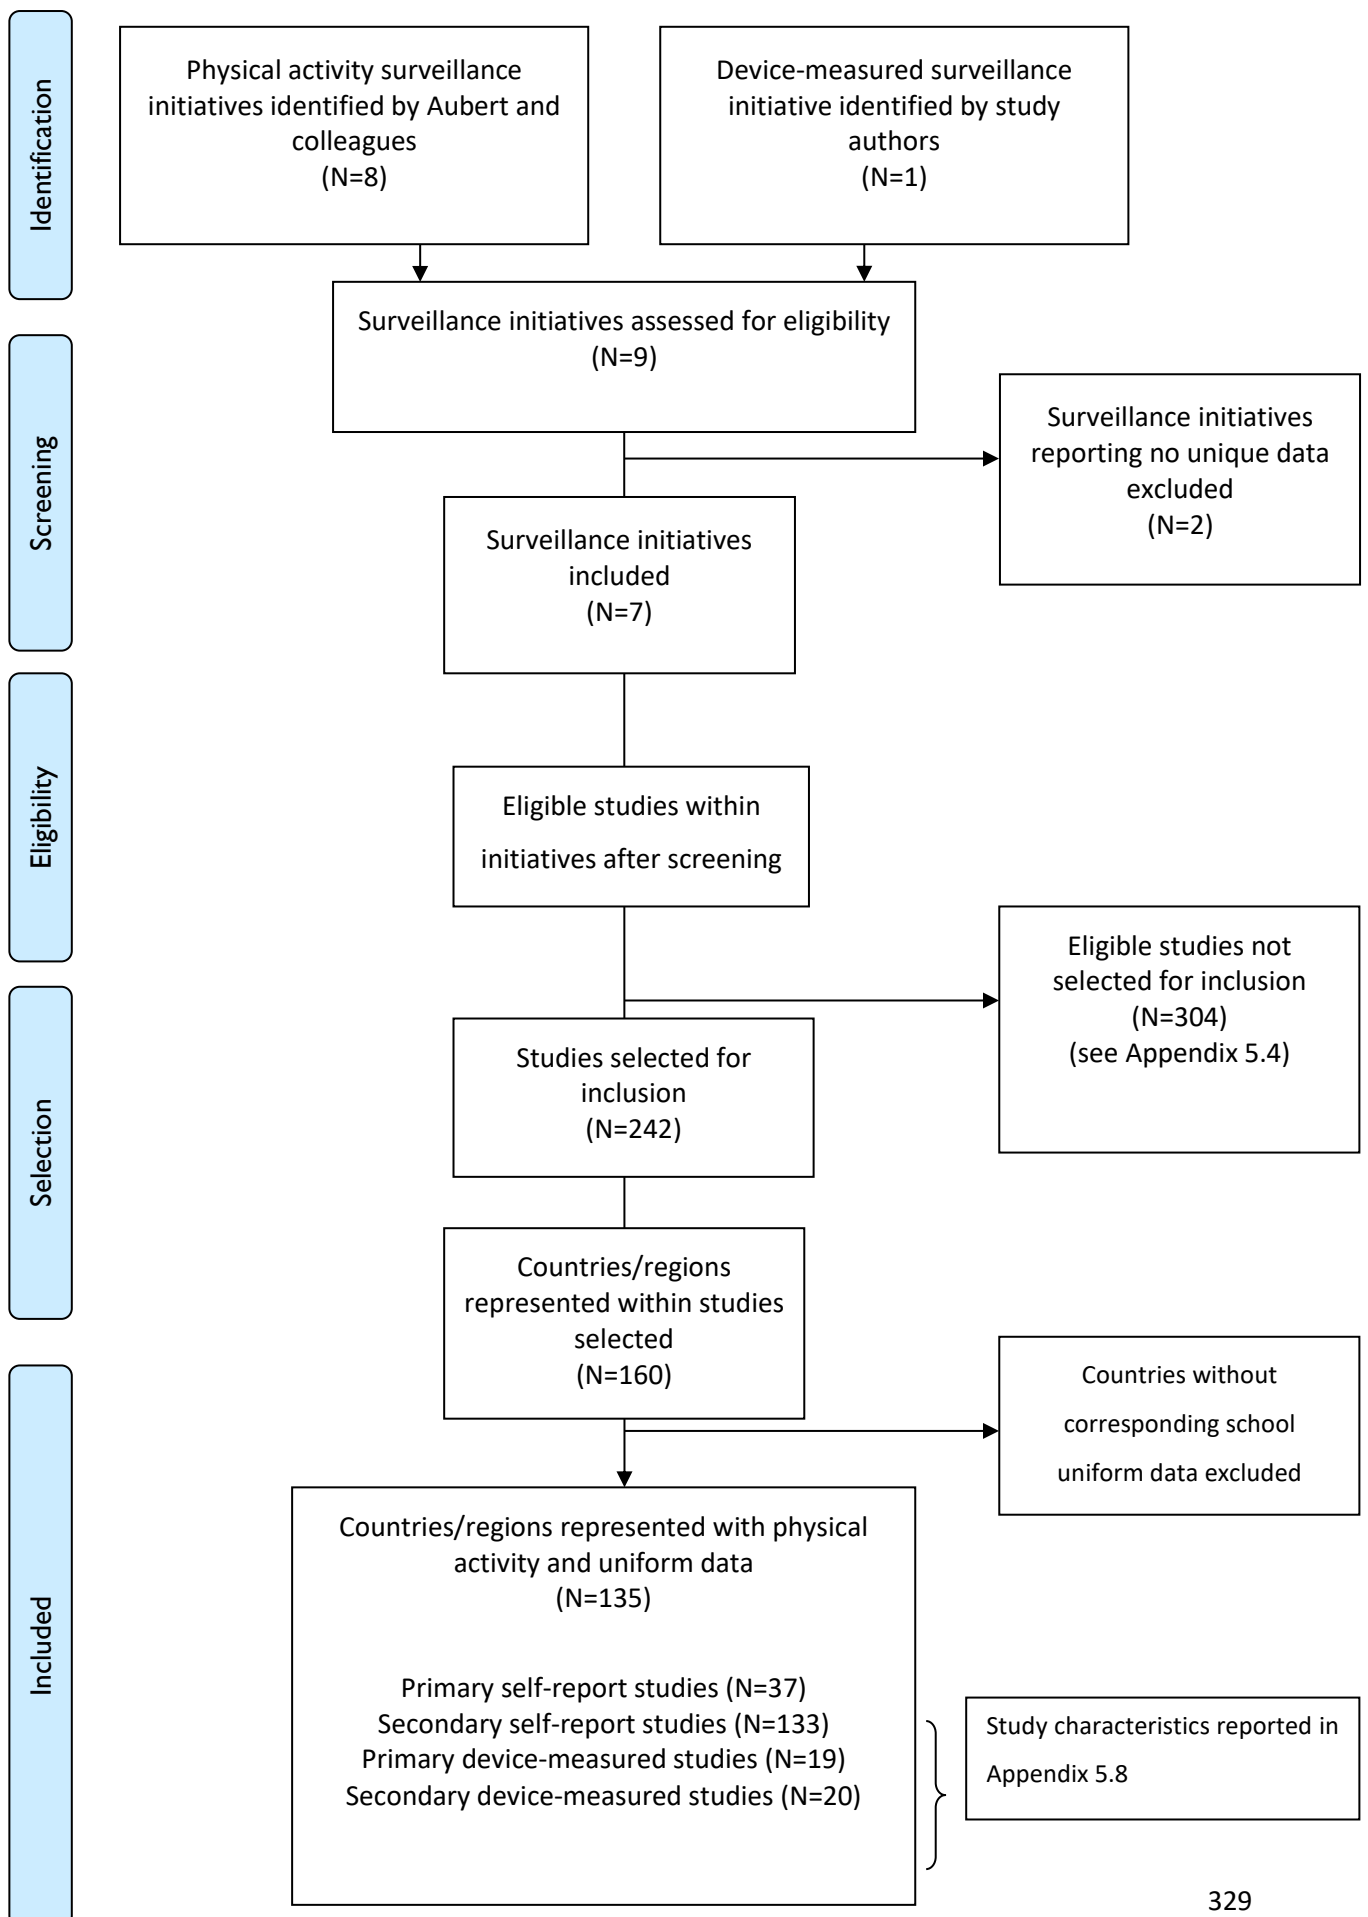 Identification
Physical activity surveillance
initiatives identified by Aubert and
colleagues
(N=8)
Device-measured surveillance
initiative identified by study
authors
(N=1)
Surveillance initiatives assessed for eligibility
(N=9)
Screening
Surveillance initiatives
reporting no unique data
excluded
(N=2)
Surveillance initiatives
included
(N=7)
Eligibility
Eligible studies within
initiatives after screening
Eligible studies not
selected for inclusion
(N=304)
(see Appendix 5.4)
Selection
Studies selected for
inclusion
(N=242)
Countries/regions
represented within studies
selected
(N=160)
Countries without
corresponding school
uniform data excluded
Included
Countries/regions represented with physical
activity and uniform data
(N=135)
Primary self-report studies (N=37)
Secondary self-report studies (N=133)
Primary device-measured studies (N=19)
Secondary device-measured studies (N=20)
Study characteristics reported in
Appendix 5.8
329